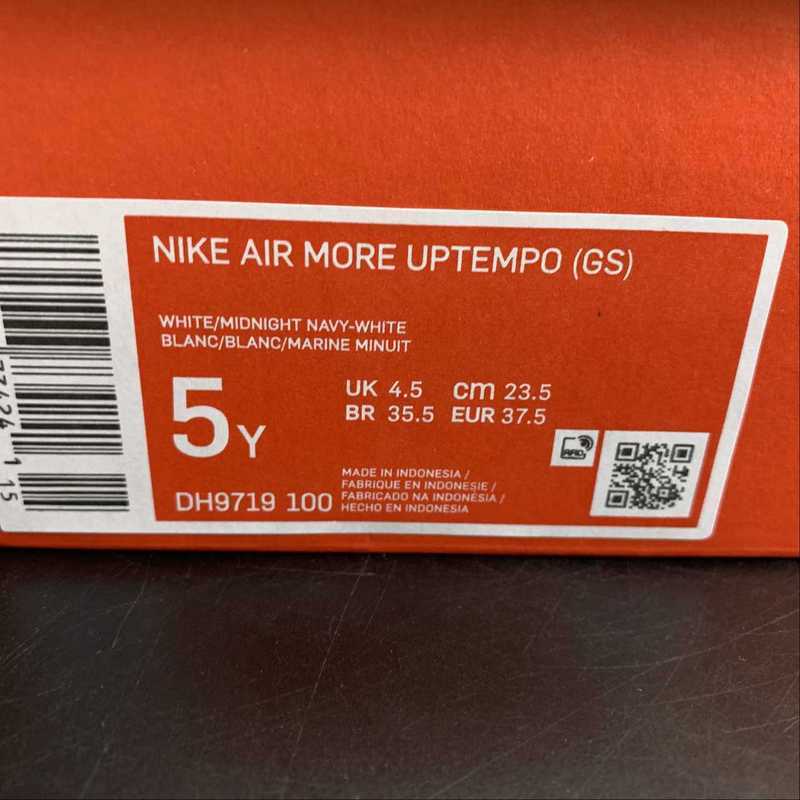 NIKE AIR MORE UPTEMPO (GS)
WHITE/MIDNIGHT NAVY-WHITE
BLANC/BLANC/MARINE MINUIT
5Y
UK 4.5 cm 23.5
BR 35.5 EUR 37.5
DH9719 100
MADE IN INDONESIA /
FABRIQUE EN INDONESIE /
FABRICADO NA INDONÉSIA /
HECHO EN INDONESIA
RFID